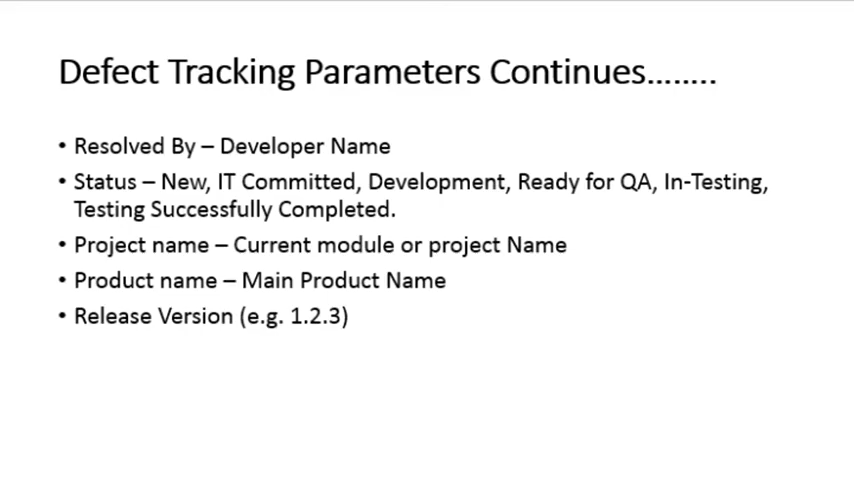 Defect Tracking Parameters Continues........
• Resolved By – Developer Name
• Status – New, IT Committed, Development, Ready for QA, In-Testing,
Testing Successfully Completed.
• Project name – Current module or project Name
• Product name – Main Product Name
• Release Version (e.g. 1.2.3)